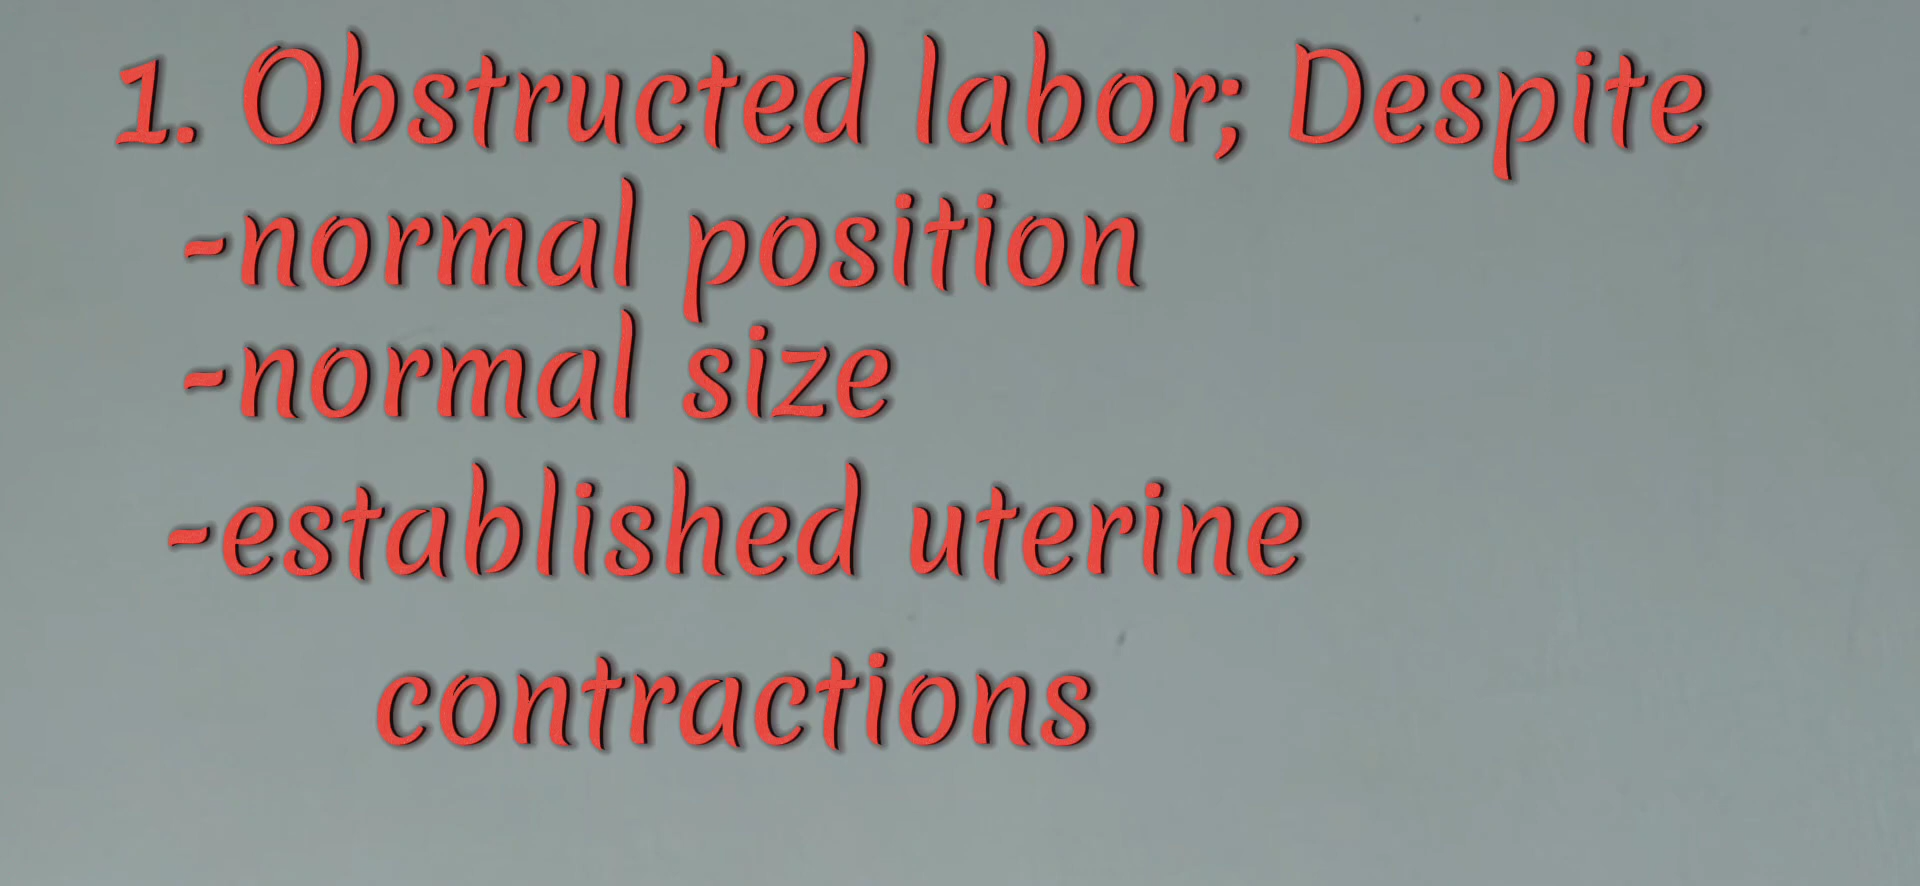 1. Obstructed labor; Despite
-normal position
-normal size
-established uterine
contractions